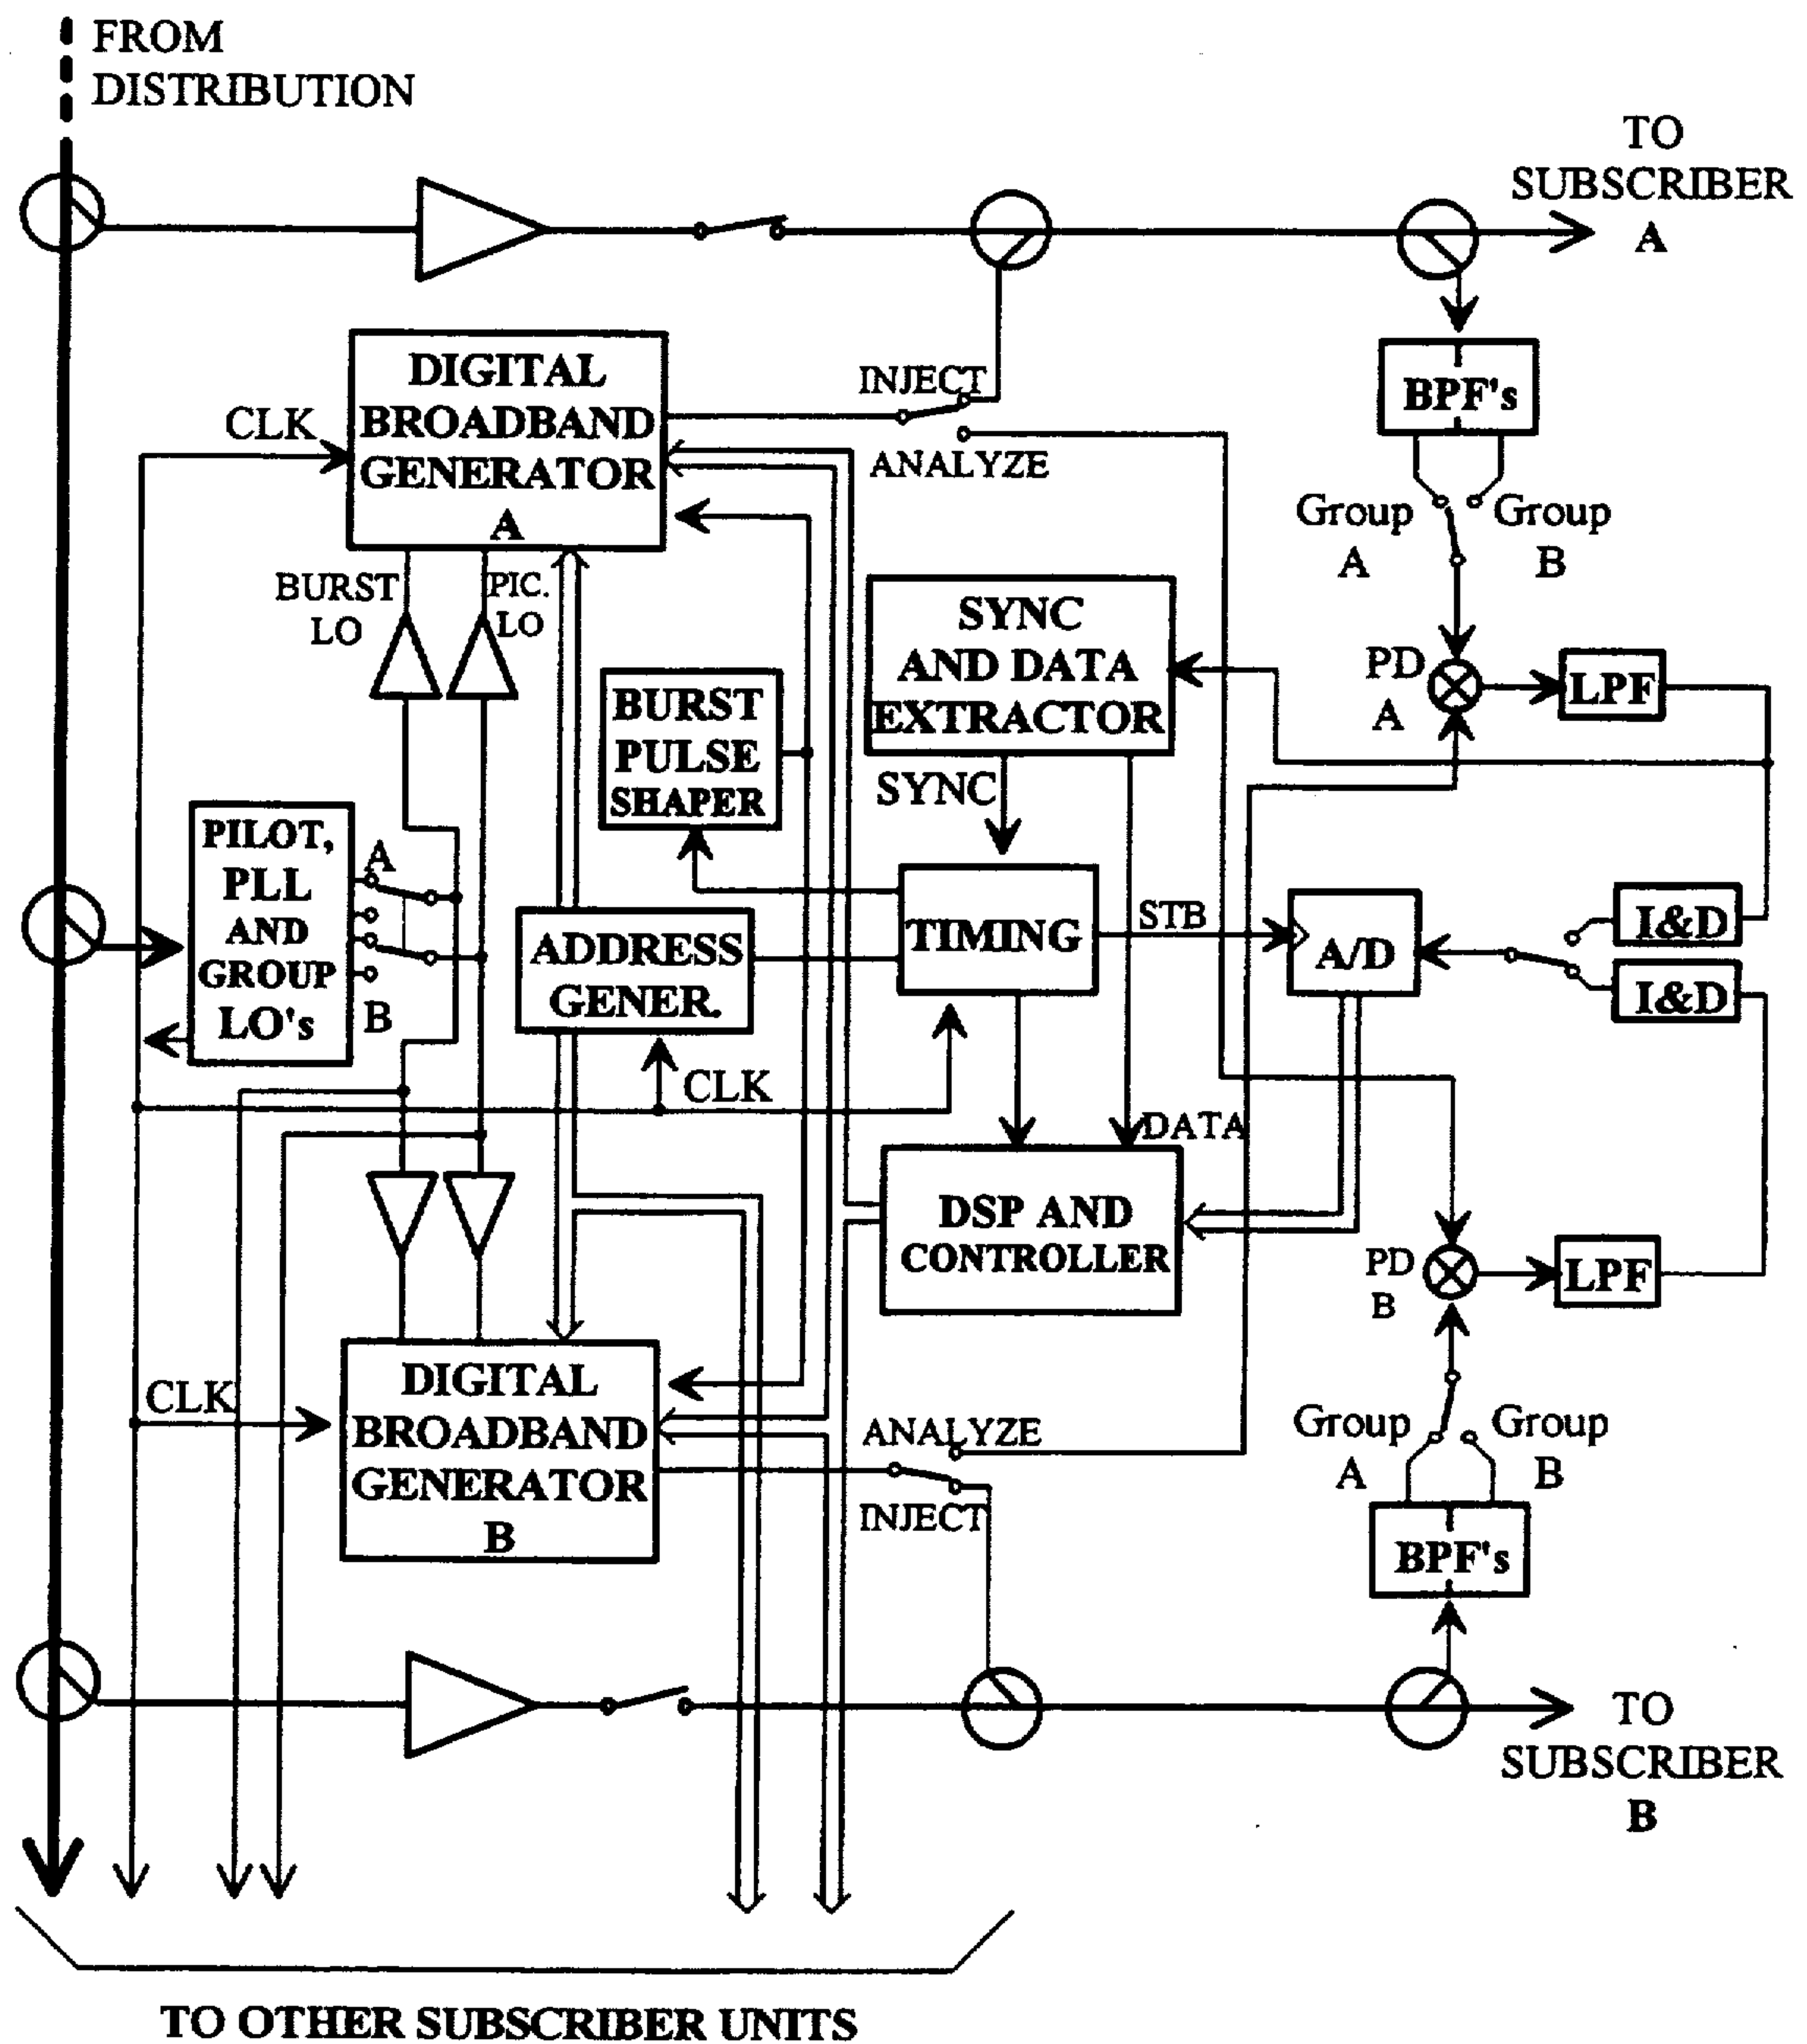 FROM
DISTRIBUTION
TO
SUBSCRIBER
A
DIGITAL
BROADBAND
GENERATOR
A
CLK
INJECT
ANALYZE
BPF's
Group
A
Group
B
BURST
LO
PIC.
LO
SYNC
AND DATA
EXTRACTOR
BURST
PULSE
SHAPER
PD
A
LPF
SYNC
PILOT,
PLL
AND
GROUP
LO's
A
B
ADDRESS
GENER.
TIMING
STB
A/D
I&D
I&D
CLK
DATA
DSP AND
CONTROLLER
PD
B
LPF
DIGITAL
BROADBAND
GENERATOR
B
CLK
ANALYZE
INJECT
Group
A
Group
B
BPF's
TO
SUBSCRIBER
B
TO OTHER SUBSCRIBER UNITS